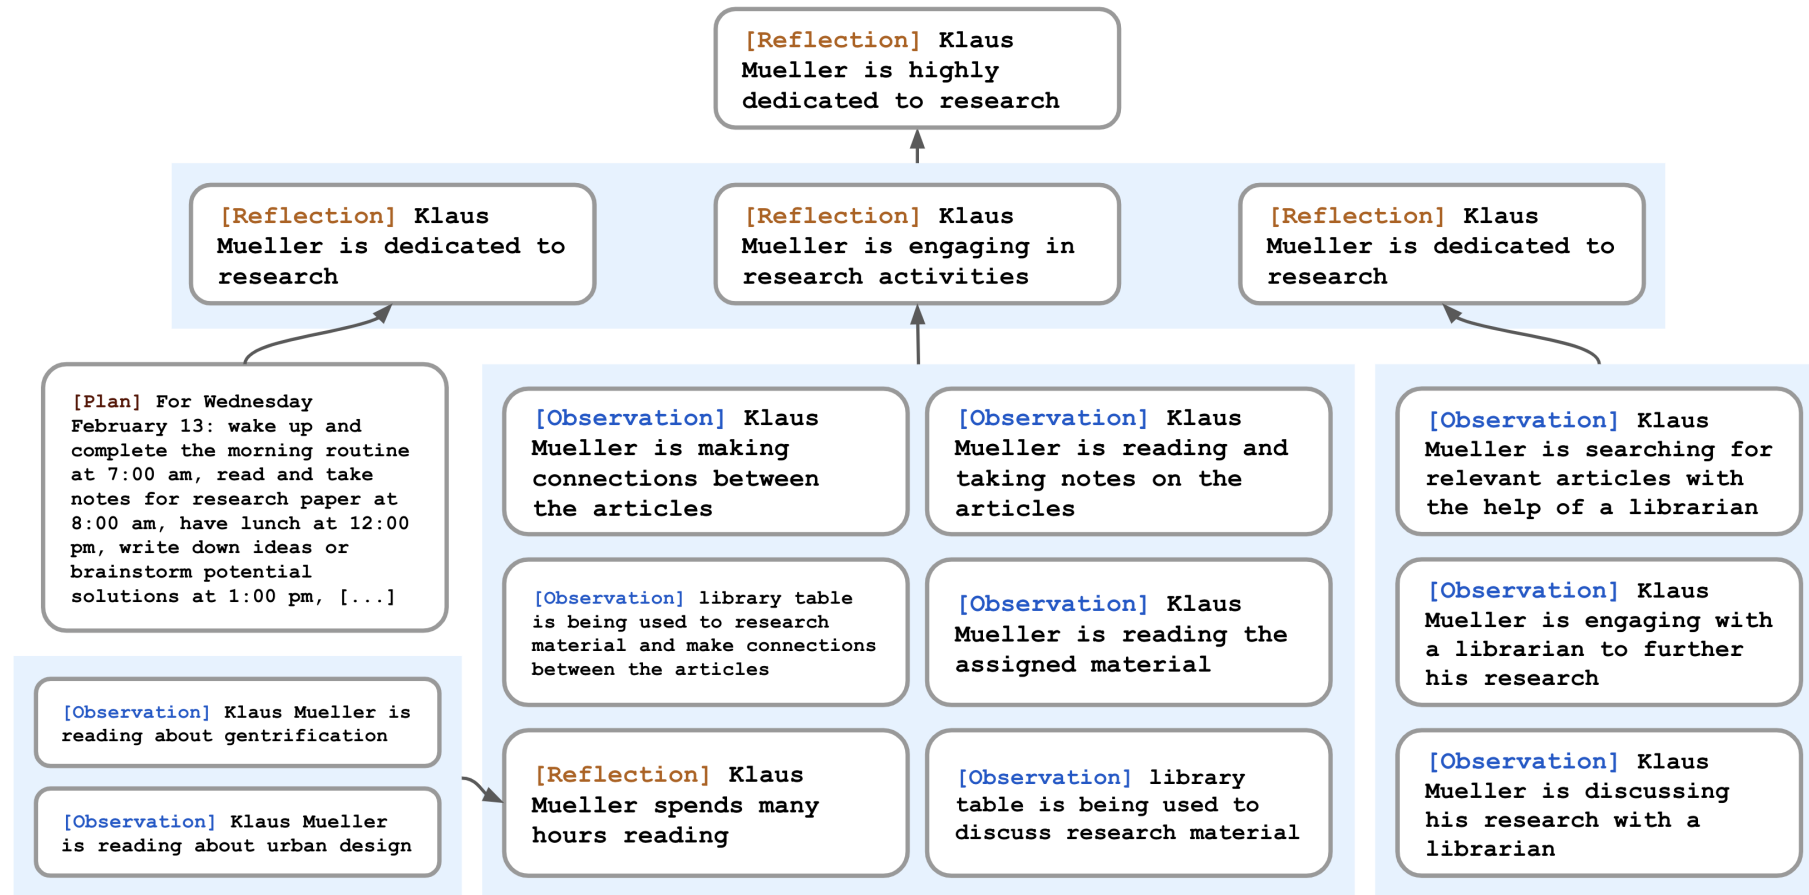 [Reflection] Klaus
Mueller is highly
dedicated to research
[Reflection] Klaus
Mueller is dedicated to
research
[Reflection] Klaus
Mueller is engaging in
research activities
[Reflection] Klaus
Mueller is dedicated to
research
[Plan] For Wednesday
February 13: wake up and
complete the morning routine
at 7:00 am, read and take
notes for research paper at
8:00 am, have lunch at 12:00
pm, write down ideas or
brainstorm potential
solutions at 1:00 pm, [...]
[Observation] Klaus Mueller is
reading about gentrification
[Observation] Klaus Mueller
is reading about urban design
[Observation] Klaus
Mueller is making
connections between
the articles
[Observation] Klaus
Mueller is reading and
taking notes on the
articles
[Observation] library table
is being used to research
material and make connections
between the articles
[Observation] Klaus
Mueller is reading the
assigned material
[Reflection] Klaus
Mueller spends many
hours reading
[Observation] library
table is being used to
discuss research material
[Observation] Klaus
Mueller is searching for
relevant articles with
the help of a librarian
[Observation] Klaus
Mueller is engaging with
a librarian to further
his research
[Observation] Klaus
Mueller is discussing
his research with a
librarian